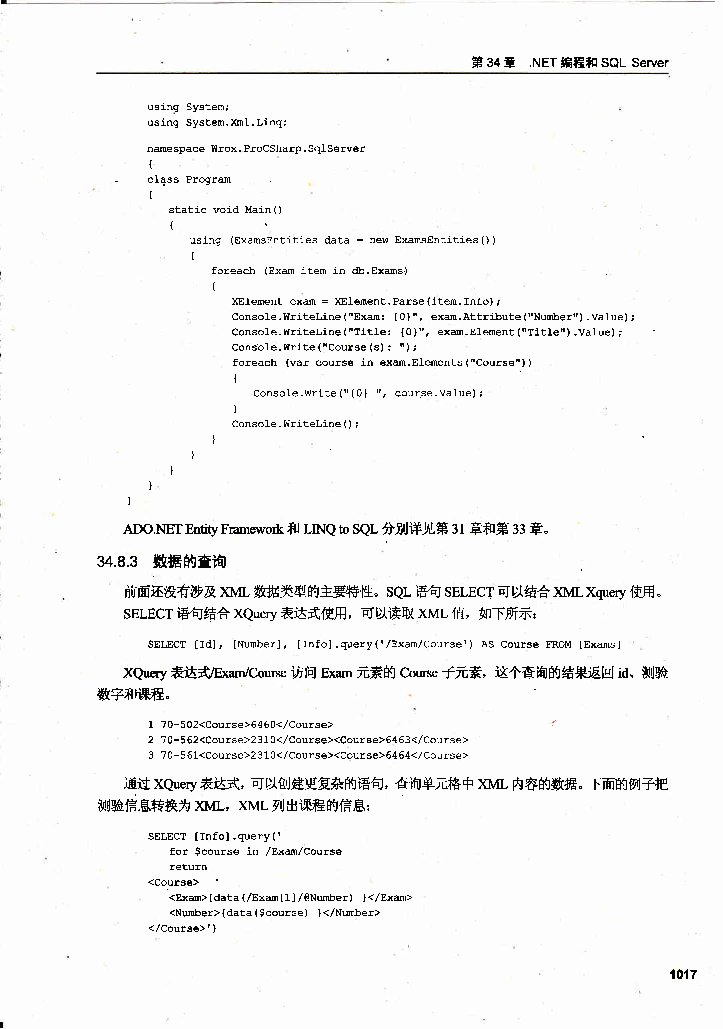 第 34 章 .NET 编程和 SQL Server
using System;
using System.Xml.Linq;
namespace Wrox.ProCSharp.SqlServer
{
class Program
{
static void Main()
{
using (ExamsEntities data = new ExamsEntities())
{
foreach (Exam item in db.Exams)
{
XElement exam = XElement.Parse(item.Info);
Console.WriteLine("Exam: {0}", exam.Attribute("Number").Value);
Console.WriteLine("Title: {0}", exam.Element("Title").Value);
Console.Write("Course(s): ");
foreach (var course in exam.Elements("Course"))
{
Console.Write("{0} ", course.Value);
}
Console.WriteLine();
}
}
}
}
}
ADO.NET Entity Framework 和 LINQ to SQL 分别详见第 31 章和第 33 章。
34.8.3 数据的查询
前面还没有涉及 XML 数据类型的主要特性。SQL 语句 SELECT 可以结合 XML Xquery 使用。
SELECT 语句结合 XQuery 表达式使用，可以读取 XML 值，如下所示：
SELECT [Id], [Number], [Info].query('/Exam/Course') AS Course FROM [Exams]
XQuery 表达式/Exam/Course 访问 Exam 元素的 Course 子元素，这个查询的结果返回 id、测验
数字和课程。
1 70-502<Course>6460</Course>
2 70-562<Course>2310</Course><Course>6463</Course>
3 70-561<Course>2310</Course><Course>6464</Course>
通过 XQuery 表达式，可以创建更复杂的语句，查询单元格中 XML 内容的数据。下面的例子把
测验信息转换为 XML，XML 列出课程的信息：
SELECT [Info].query('
for $course in /Exam/Course
return
<Course>
<Exam>{data(/Exam[1]/@Number) }</Exam>
<Number>{data($course) }</Number>
</Course>')
1017